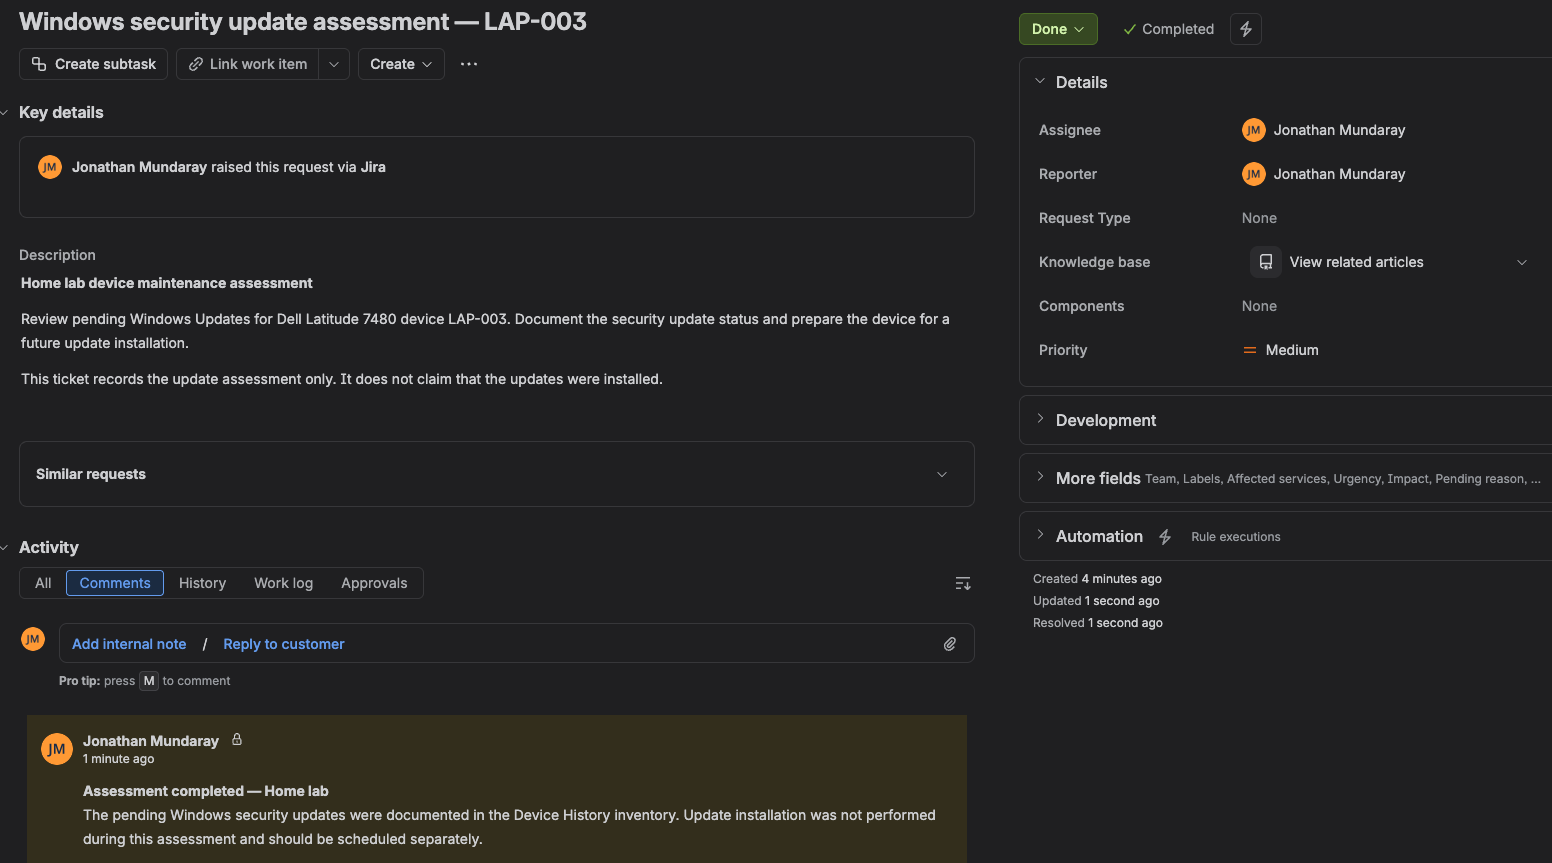 Windows security update assessment — LAP-003
Create subtask
Link work item
Create
Key details
JM
Jonathan Mundaray raised this request via Jira
Description
Home lab device maintenance assessment
Review pending Windows Updates for Dell Latitude 7480 device LAP-003. Document the security update status and prepare the device for a
future update installation.
This ticket records the update assessment only. It does not claim that the updates were installed.
Similar requests
Activity
All
Comments
History
Work log
Approvals
JM
Add internal note / Reply to customer
Pro tip: press M to comment
JM
Jonathan Mundaray
1 minute ago
Assessment completed — Home lab
The pending Windows security updates were documented in the Device History inventory. Update installation was not performed
during this assessment and should be scheduled separately.
Done
Completed
Details
Assignee
JM
Jonathan Mundaray
Reporter
JM
Jonathan Mundaray
Request Type
None
Knowledge base
View related articles
Components
None
Priority
Medium
Development
More fields Team, Labels, Affected services, Urgency, Impact, Pending reason, ...
Automation
Rule executions
Created 4 minutes ago
Updated 1 second ago
Resolved 1 second ago